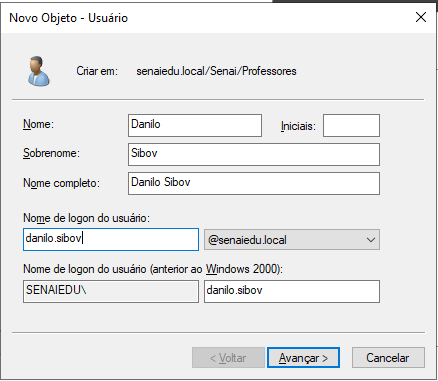 Novo Objeto - Usuário
Criar em: senaiedu.local/Senai/Professores
Nome: Danilo Iniciais:
Sobrenome: Sibov
Nome completo: Danilo Sibov
Nome de logon do usuário:
danilo.sibov @senaiedu.local
Nome de logon do usuário (anterior ao Windows 2000):
SENAIEDU\ danilo.sibov
< Voltar Avançar > Cancelar